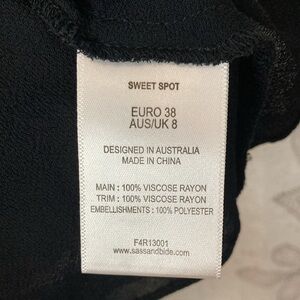 SWEET SPOT
EURO 38
AUS/UK 8
DESIGNED IN AUSTRALIA
MADE IN CHINA
MAIN : 100% VISCOSE RAYON
TRIM : 100% VISCOSE RAYON
EMBELLISHMENTS : 100% POLYESTER
F4R13001
www.sassandbide.com